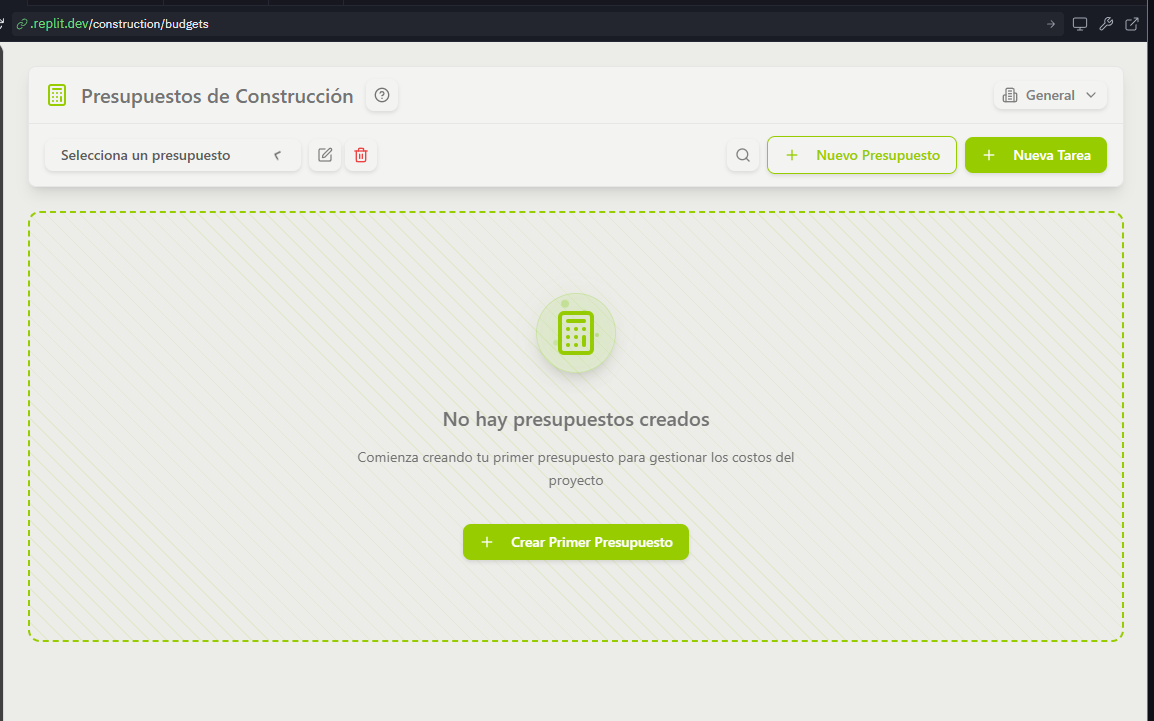 .replit.dev/construction/budgets
Presupuestos de Construcción
General
Selecciona un presupuesto
Nuevo Presupuesto
Nueva Tarea
No hay presupuestos creados
Comienza creando tu primer presupuesto para gestionar los costos del
proyecto
Crear Primer Presupuesto